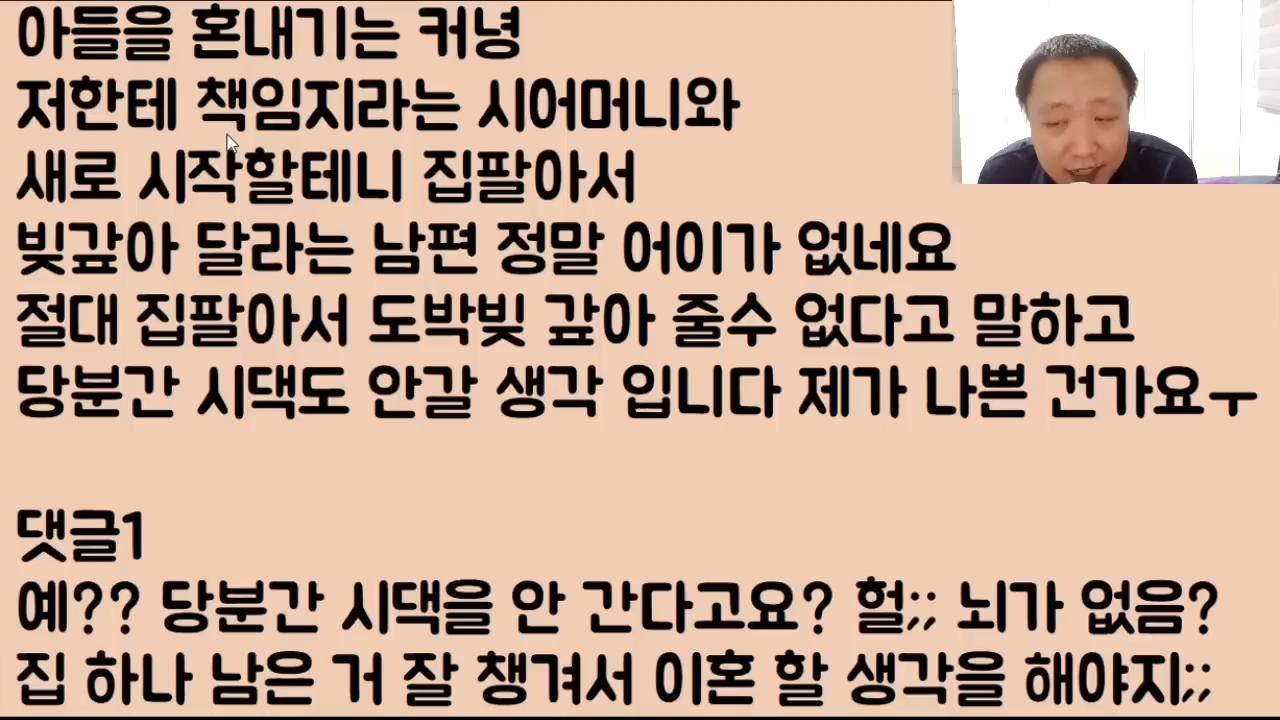 아들을 혼내기는 커녕
저한테 책임지라는 시어머니와
새로 시작할테니 집팔아서
빚갚아 달라는 남편 정말 어이가 없네요
절대 집팔아서 도박빚 갚아 줄수 없다고 말하고
당분간 시댁도 안갈 생각 입니다 제가 나쁜 건가요ㅜ
댓글1
예?? 당분간 시댁을 안 간다고요? 헐;; 뇌가 없음?
집 하나 남은 거 잘 챙겨서 이혼 할 생각을 해야지;;